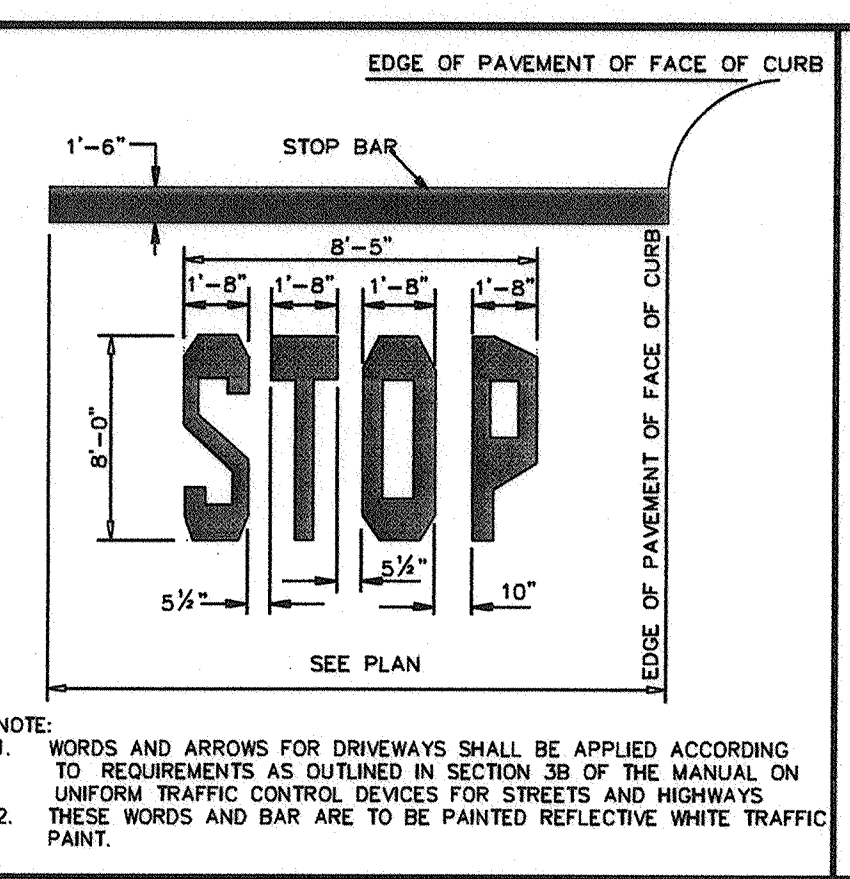 EDGE OF PAVEMENT OF FACE OF CURB
1'-6"
STOP BAR
8'-5"
1'-8" 1'-8" 1'-8" 1'-8"
EDGE OF PAVEMENT OF FACE OF CURB
8'-0"
STOP
5½"
5½"
10"
SEE PLAN
NOTE:
1. WORDS AND ARROWS FOR DRIVEWAYS SHALL BE APPLIED ACCORDING
TO REQUIREMENTS AS OUTLINED IN SECTION 3B OF THE MANUAL ON
UNIFORM TRAFFIC CONTROL DEVICES FOR STREETS AND HIGHWAYS
2. THESE WORDS AND BAR ARE TO BE PAINTED REFLECTIVE WHITE TRAFFIC
PAINT.